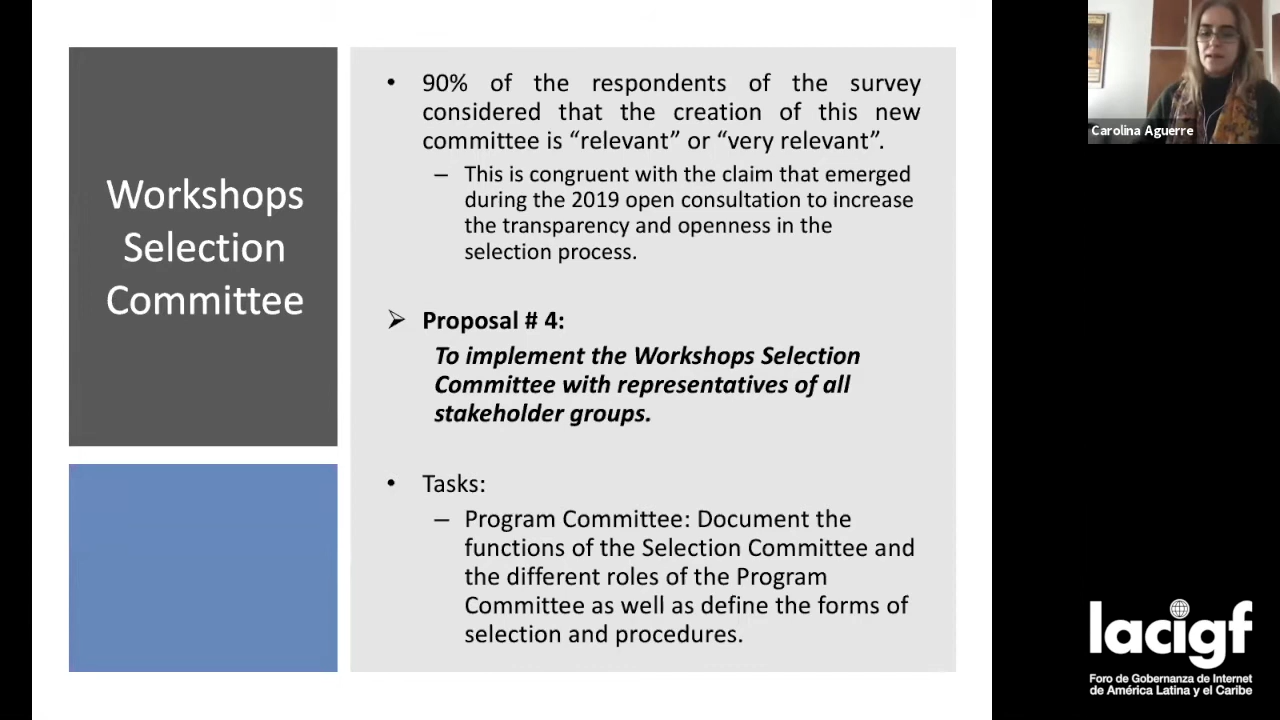 Workshops
Selection
Committee
• 90% of the respondents of the survey
considered that the creation of this new
committee is “relevant” or “very relevant”.
– This is congruent with the claim that emerged
during the 2019 open consultation to increase
the transparency and openness in the
selection process.
➢ Proposal # 4:
To implement the Workshops Selection
Committee with representatives of all
stakeholder groups.
• Tasks:
– Program Committee: Document the
functions of the Selection Committee and
the different roles of the Program
Committee as well as define the forms of
selection and procedures.
Carolina Aguerre
lacigf
Foro de Gobernanza de Internet
de América Latina y el Caribe